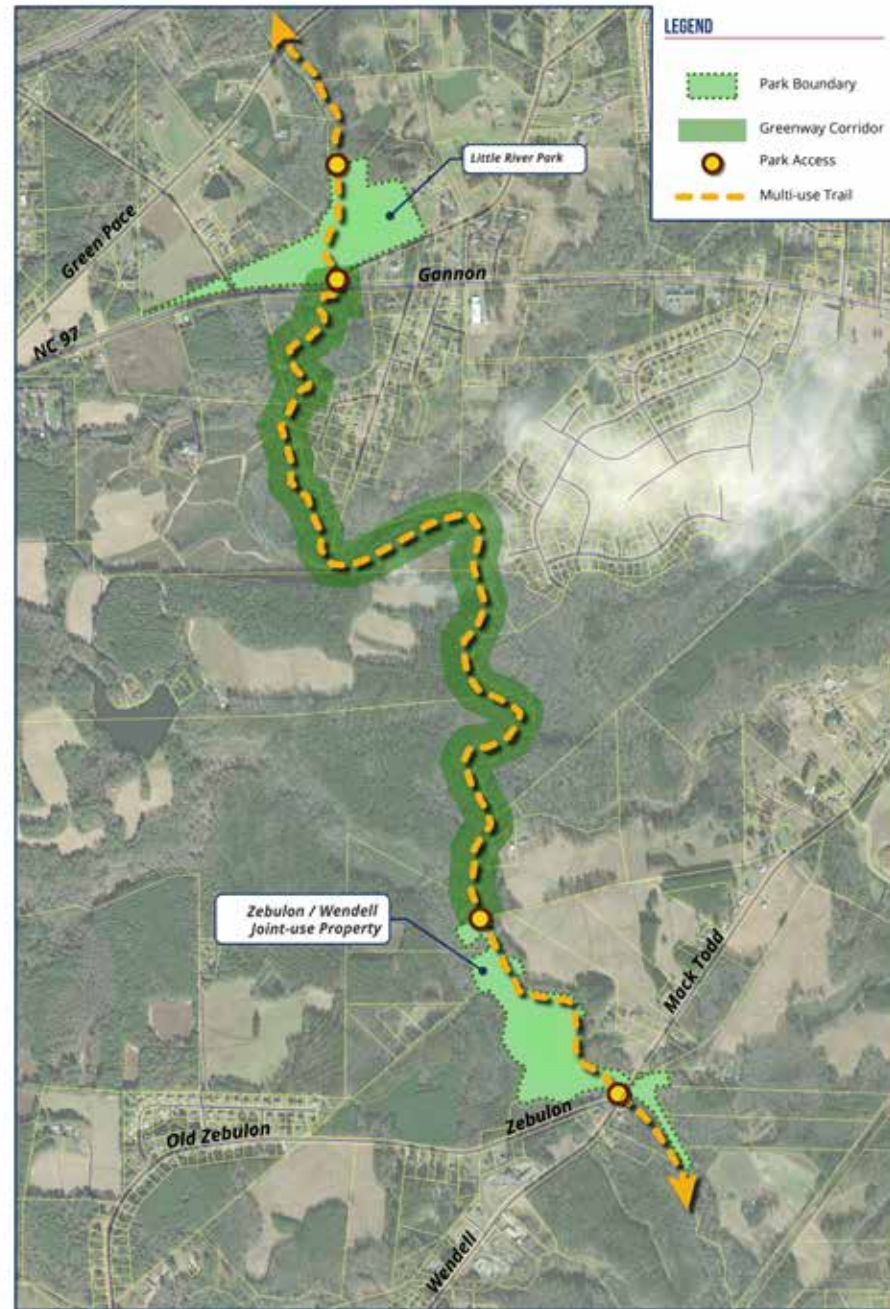 LEGEND
Park Boundary
Greenway Corridor
Park Access
Multi-use Trail
Little River Park
Green Pace
Gannon
NC 97
Zebulon / Wendell
Joint-use Property
Mack Todd
Zebulon
Old Zebulon
Wendell